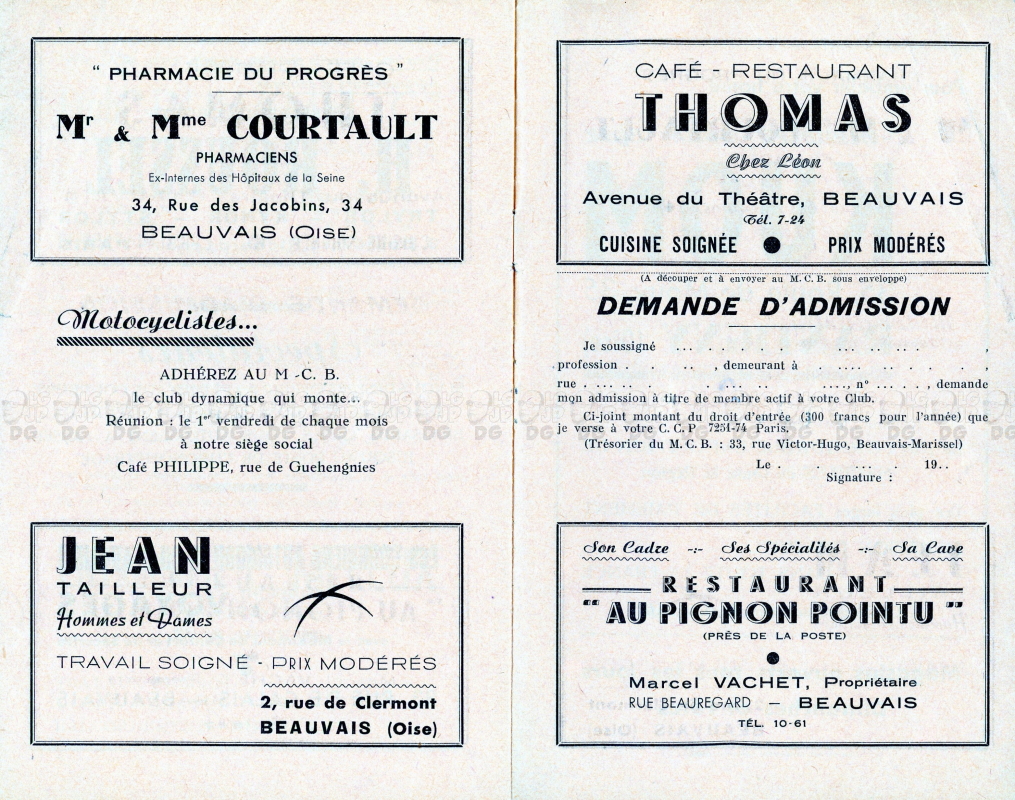 “ PHARMACIE DU PROGRÈS ”
Mr & Mme COURTAULT
PHARMACIENS
Ex-Internes des Hôpitaux de la Seine
34, Rue des Jacobins, 34
BEAUVAIS (OISE)
Motocyclistes...
ADHÉREZ AU M -C. B.
le club dynamique qui monte...
Réunion : le 1er vendredi de chaque mois
à notre siège social
Café PHILIPPE, rue de Guehengnies
JEAN
TAILLEUR
Hommes et Dames
TRAVAIL SOIGNÉ - PRIX MODÉRÉS
2, rue de Clermont
BEAUVAIS (Oise)
CAFÉ - RESTAURANT
THOMAS
Chez Léon
Avenue du Théâtre, BEAUVAIS
Tél. 7-24
CUISINE SOIGNÉE ● PRIX MODÉRÉS
(A découper et à envoyer au M. C. B. sous enveloppe)
DEMANDE D'ADMISSION
Je soussigné ... . . . . . ... .. ... . ,
profession . . .. . , demeurant à . .... .. . . . ,
rue . ... .. . . ... .. ...., n° ... . . , demande
mon admission à titre de membre actif à votre Club.
Ci-joint montant du droit d'entrée (300 francs pour l'année) que
je verse à votre C. C. P 7251-74 Paris.
(Trésorier du M. C. B. : 33, rue Victor-Hugo, Beauvais-Marissel)
Le . . ... . 19..
Signature :
Son Cadre -:- Ses Spécialités -:- Sa Cave
RESTAURANT
“ AU PIGNON POINTU ”
(PRÈS DE LA POSTE)
●
Marcel VACHET, Propriétaire
RUE BEAUREGARD — BEAUVAIS
TÉL. 10-61